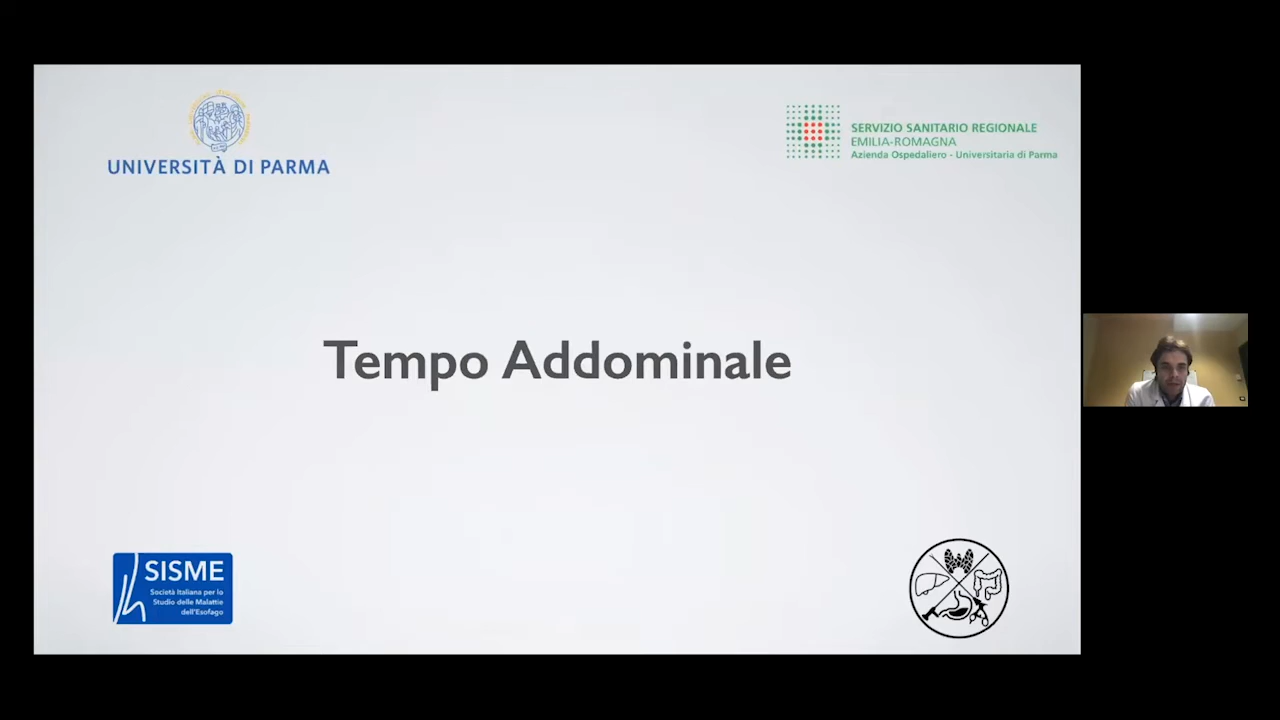 UNIVERSITÀ DI PARMA
SERVIZIO SANITARIO REGIONALE
EMILIA-ROMAGNA
Azienda Ospedaliero - Universitaria di Parma
Tempo Addominale
SISME
Società Italiana per lo
Studio delle Malattie
dell'Esofago